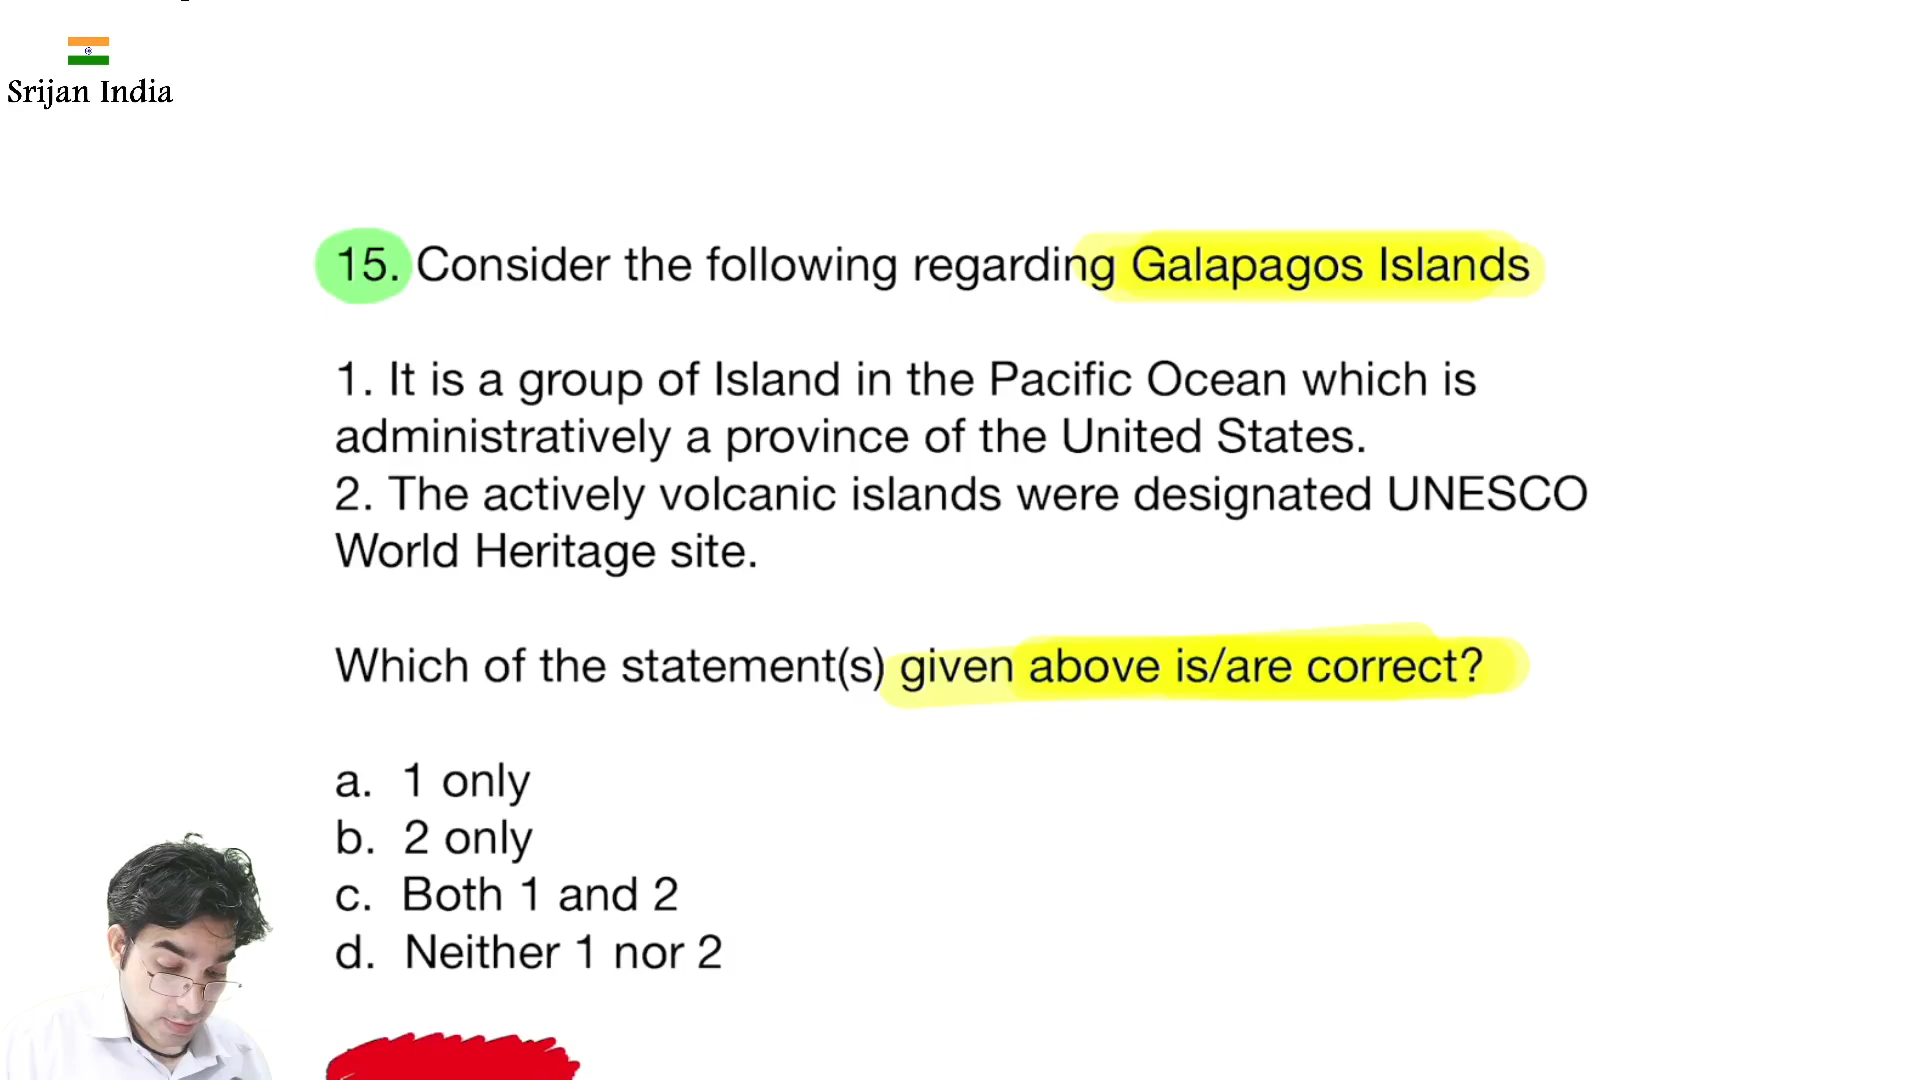 Srijan India
15. Consider the following regarding Galapagos Islands
1. It is a group of Island in the Pacific Ocean which is
administratively a province of the United States.
2. The actively volcanic islands were designated UNESCO
World Heritage site.
Which of the statement(s) given above is/are correct?
a. 1 only
b. 2 only
c. Both 1 and 2
d. Neither 1 nor 2